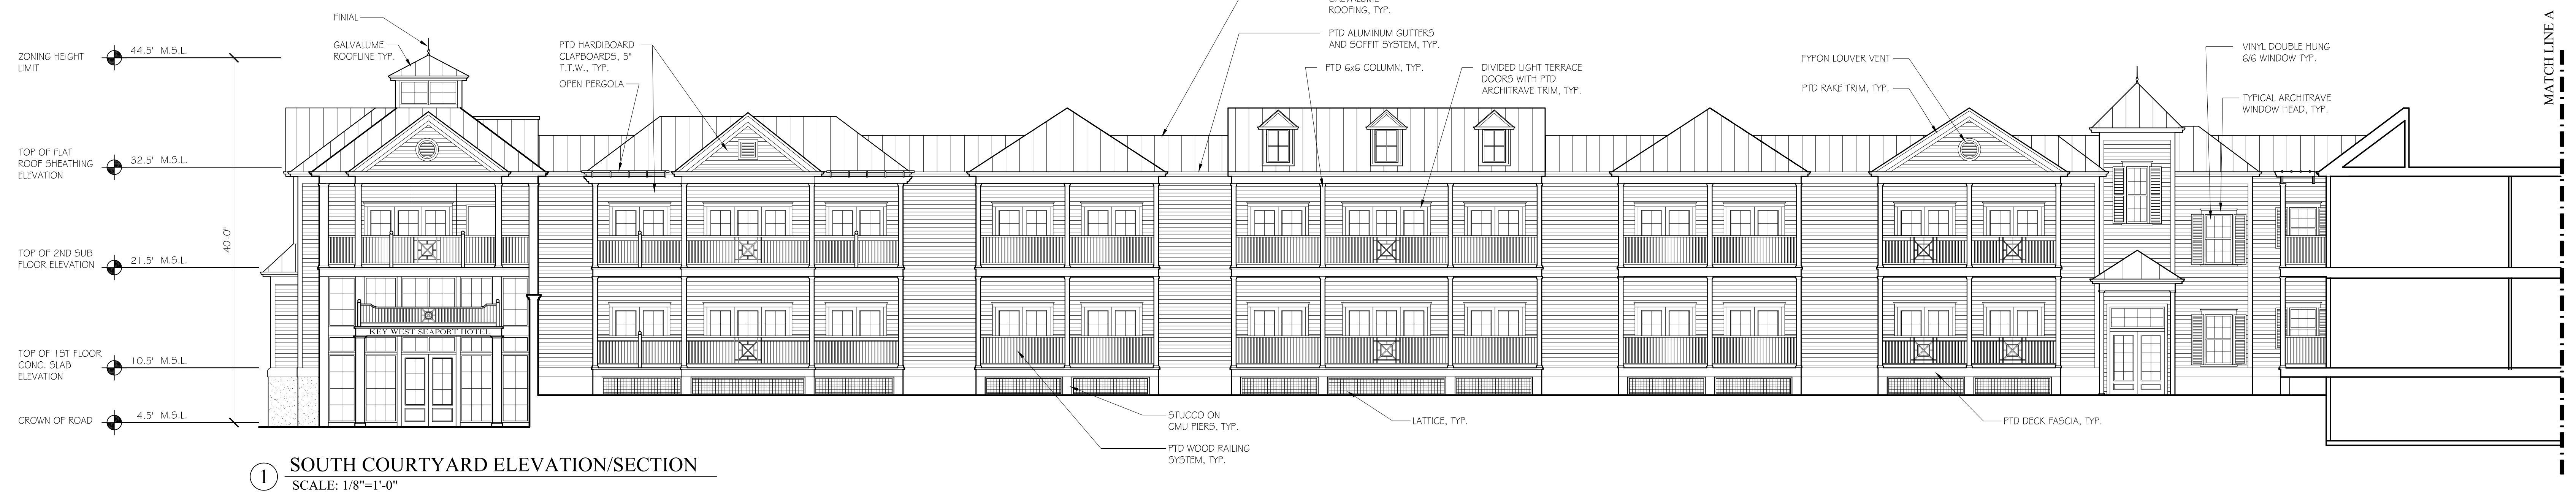 FINIAL
GALVALUME
ROOFLINE TYP.
ZONING HEIGHT
LIMIT
44.5' M.S.L.
TOP OF FLAT
ROOF SHEATHING
ELEVATION
32.5' M.S.L.
TOP OF 2ND SUB
FLOOR ELEVATION
21.5' M.S.L.
TOP OF 1ST FLOOR
CONC. SLAB
ELEVATION
10.5' M.S.L.
CROWN OF ROAD
4.5' M.S.L.
40'-0"
KEY WEST SEAPORT HOTEL
PTD HARDIBOARD
CLAPBOARDS, 5"
T.T.W., TYP.
OPEN PERGOLA
ROOFING, TYP.
PTD ALUMINUM GUTTERS
AND SOFFIT SYSTEM, TYP.
PTD 6x6 COLUMN, TYP.
DIVIDED LIGHT TERRACE
DOORS WITH PTD
ARCHITRAVE TRIM, TYP.
FYPON LOUVER VENT
PTD RAKE TRIM, TYP.
VINYL DOUBLE HUNG
6/6 WINDOW TYP.
TYPICAL ARCHITRAVE
WINDOW HEAD, TYP.
MATCH LINE A
STUCCO ON
CMU PIERS, TYP.
PTD WOOD RAILING
SYSTEM, TYP.
LATTICE, TYP.
PTD DECK FASCIA, TYP.
1
SOUTH COURTYARD ELEVATION/SECTION
SCALE: 1/8"=1'-0"